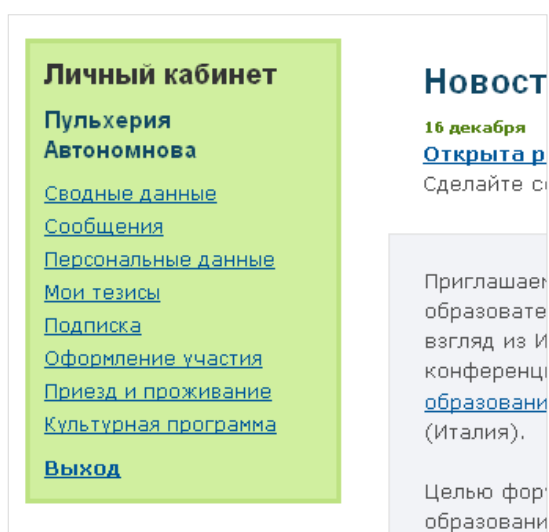 Личный кабинет
Пульхерия
Автономнова
Сводные данные
Сообщения
Персональные данные
Мои тезисы
Подписка
Оформление участия
Приезд и проживание
Культурная программа
Выход
Новост
16 декабря
Открыта р
Сделайте
Приглашаем
образовате
взгляд из И
конференц
образовани
(Италия).
Целью фор
образовани